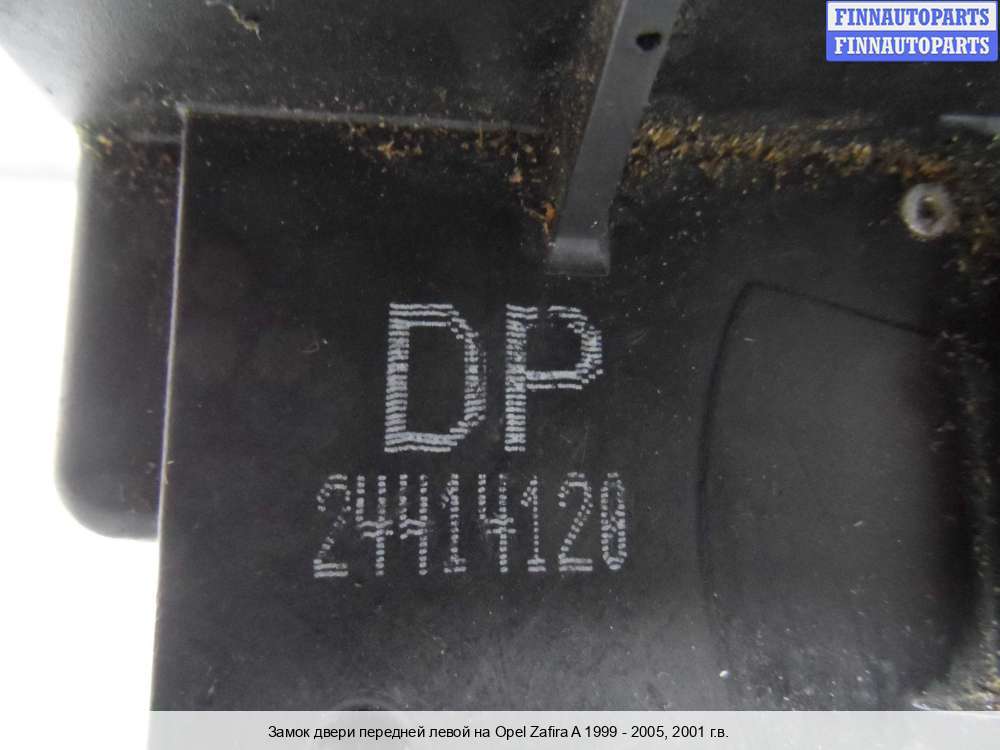 FINNAUTOPARTS
FINNAUTOPARTS
DP
24414120
Замок двери передней левой на Opel Zafira A 1999 - 2005, 2001 г.в.